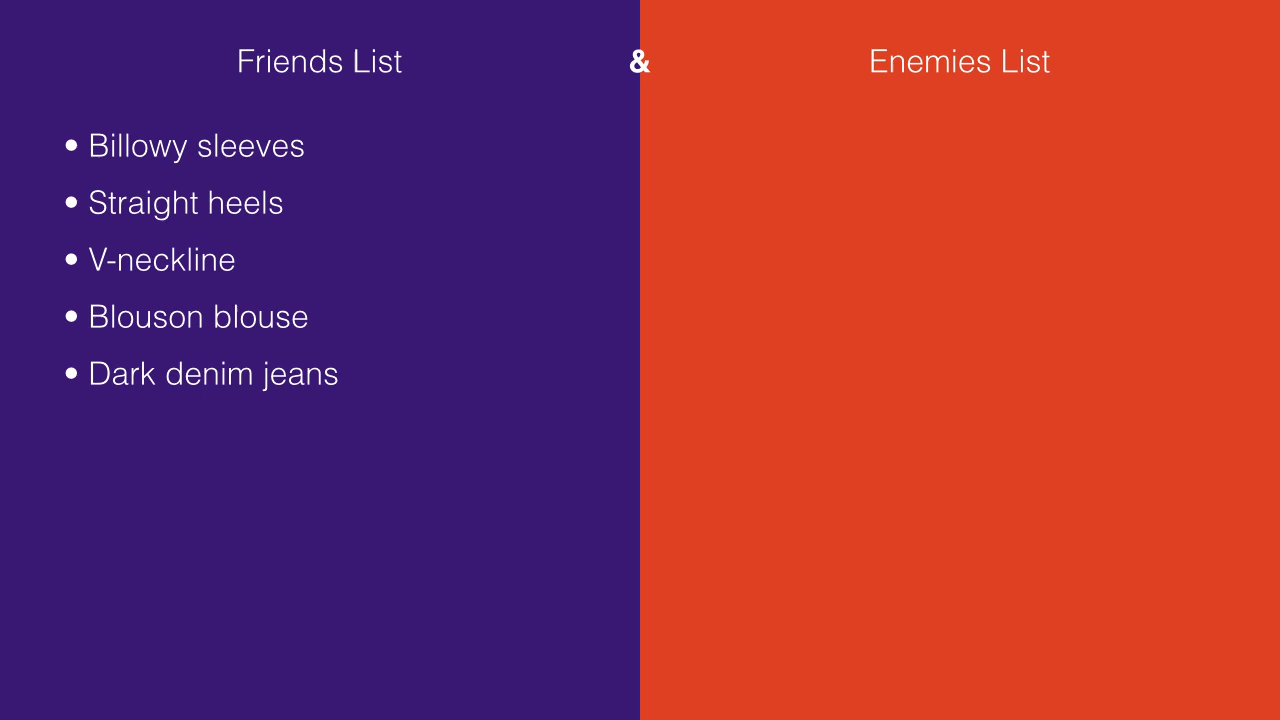 Friends List & Enemies List
• Billowy sleeves
• Straight heels
• V-neckline
• Blouson blouse
• Dark denim jeans